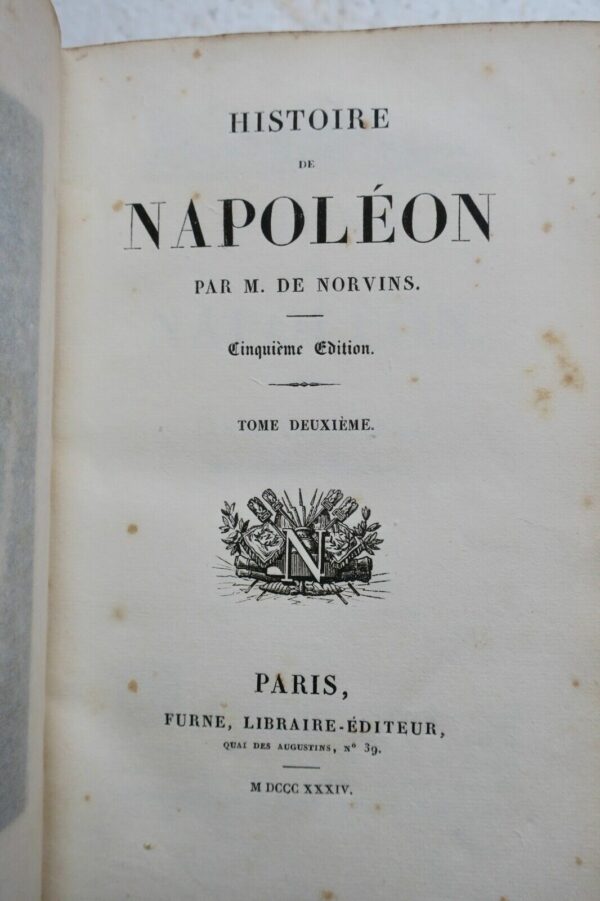 HISTOIRE
DE
NAPOLÉON
PAR M. DE NORVINS.
Cinquième Edition.
TOME DEUXIÈME.
N
PARIS,
FURNE, LIBRAIRE-ÉDITEUR,
QUAI DES AUGUSTINS, N° 39.
M DCCC XXXIV.